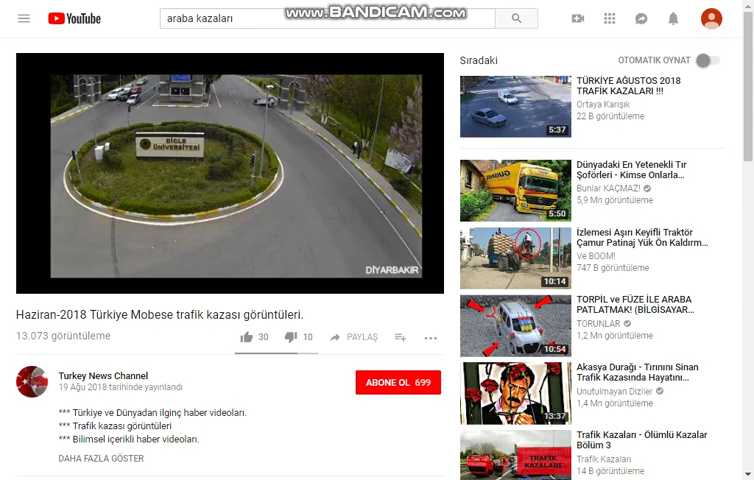 YouTube
araba kazaları
www.BANDICAM.com
DİCLE
ÜNİVERSİTESİ
DİYARBAKIR
Haziran-2018 Türkiye Mobese trafik kazası görüntüleri.
13.073 görüntüleme
30
10
PAYLAŞ
Turkey News Channel
19 Ağu 2018 tarihinde yayınlandı
ABONE OL 699
*** Türkiye ve Dünyadan ilginç haber videoları.
*** Trafik kazası görüntüleri
*** Bilimsel içerikli haber videoları.
DAHA FAZLA GÖSTER
Sıradaki
OTOMATIK OYNAT
5:37
TÜRKİYE AĞUSTOS 2018
TRAFİK KAZALARI !!!
Ortaya Karışık
22 B görüntüleme
5:50
Dünyadaki En Yetenekli Tır
Şoförleri - Kimse Onlarla...
Bunlar KAÇMAZ!
5,9 Mn görüntüleme
10:14
İzlemesi Aşırı Keyifli Traktör
Çamur Patinaj Yük Ön Kaldırm...
Ve BOOM!
747 B görüntüleme
10:54
TORPİL ve FÜZE İLE ARABA
PATLATMAK! (BİLGİSAYAR...
TORUNLAR
1,2 Mn görüntüleme
13:37
Akasya Durağı - Tırnını Sinan
Trafik Kazasında Hayatını...
Unutulmayan Diziler
1,4 Mn görüntüleme
TRAFIK
KAZALARI
Trafik Kazaları - Ölümlü Kazalar
Bölüm 3
Trafik Kazaları
14 B görüntüleme